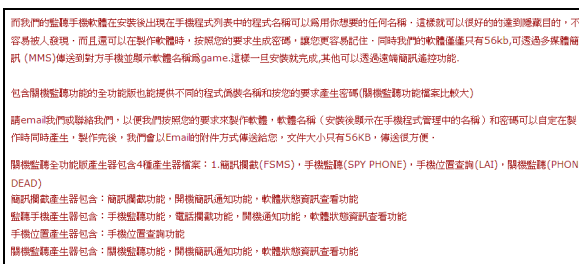 而我們的監聽手機軟體在安裝後出現在手機程式列表中的程式名稱可以爲用你想要的任何名稱．這樣就可以很好的的達到隱藏目的，不
容易被人發現．而且還可以在製作軟體時，按照您的要求生成密碼，讓您更容易記住．同時我們的軟體僅僅只有56kb,可透過多媒體簡
訊 (MMS)傳送到對方手機並顯示軟體名稱爲game.這樣一旦安裝就完成,其他可以透過遠端簡訊遙控功能.
包含關機監聽功能的全功能版也能提供不同的程式僞裝名稱和按您的要求產生密碼(關機監聽功能檔案比較大)
請email我們或聯絡我們，以便我們按照您的要求來製作軟體，軟體名稱（安裝後顯示在手機程式管理中的名稱）和密碼可以自定在製
作時同時產生，製作完後，我們會以Email的附件方式傳送給您，文件大小只有56KB，傳送很方便．
關機監聽全功能版產生器包含4種產生器檔案：1.簡訊攔截(FSMS)，手機監聽(SPY PHONE)，手機位置查詢(LAI)，關機監聽(PHON
DEAD)
簡訊攔截產生器包含：簡訊攔截功能，開機簡訊通知功能，軟體狀態資訊查看功能
監聽手機產生器包含：手機監聽功能，電話攔截功能，開機通知功能，軟體狀態資訊查看功能
手機位置產生器包含：手機位置查詢功能
關機監聽產生器包含：關機監聽功能，開機簡訊通知功能，軟體狀態資訊查看功能